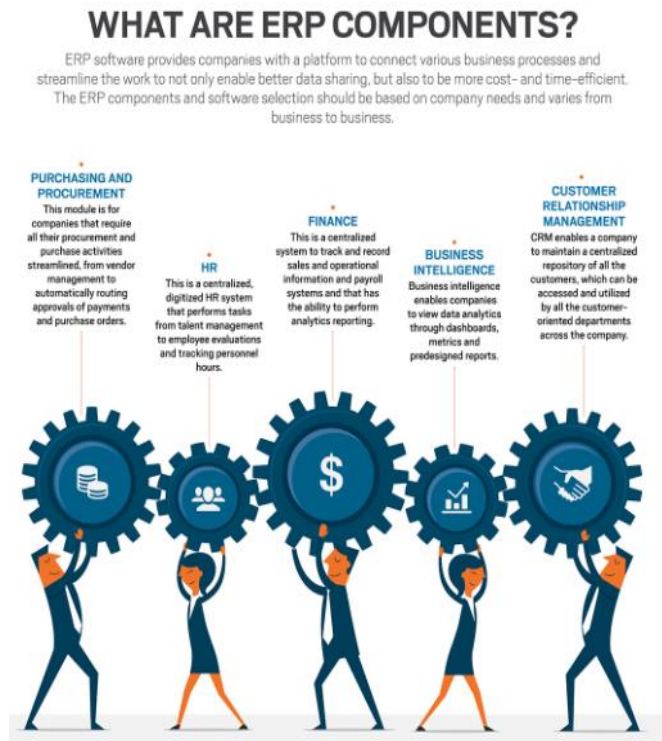 WHAT ARE ERP COMPONENTS?
ERP software provides companies with a platform to connect various business processes and
streamline the work to not only enable better data sharing, but also to be more cost- and time-efficient.
The ERP components and software selection should be based on company needs and varies from
business to business.
PURCHASING AND
PROCUREMENT
This module is for
companies that require
all their procurement and
purchase activities
streamlined, from vendor
management to
automatically routing
approvals of payments
and purchase orders.
HR
This is a centralized,
digitized HR system
that performs tasks
from talent management
to employee evaluations
and tracking personnel
hours.
FINANCE
This is a centralized
system to track and record
sales and operational
information and payroll
systems and that has
the ability to perform
analytics reporting.
BUSINESS
INTELLIGENCE
Business intelligence
enables companies
to view data analytics
through dashboards,
metrics and
predesigned reports.
CUSTOMER
RELATIONSHIP
MANAGEMENT
CRM enables a company
to maintain a centralized
repository of all the
customers, which can be
accessed and utilized
by all the customer-
oriented departments
across the company.
$